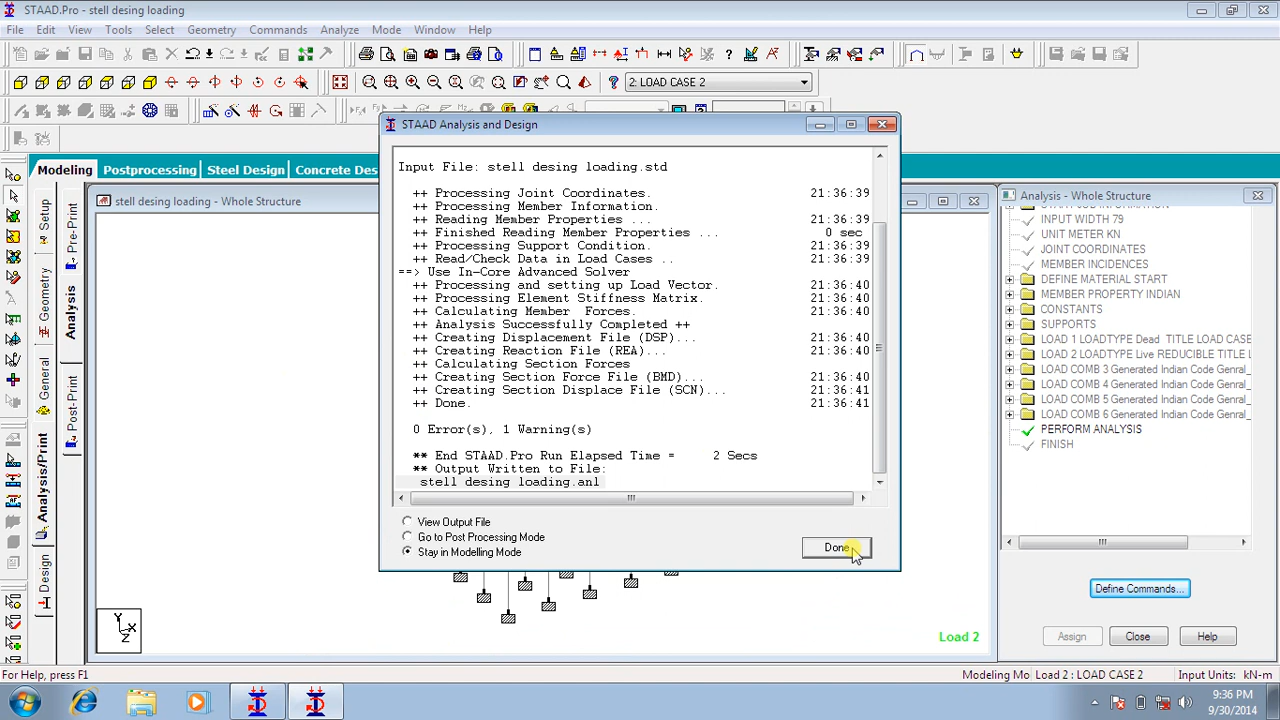 STAAD.Pro - stell desing loading
File Edit View Tools Select Geometry Commands Analyze Mode Window Help
2: LOAD CASE 2
Modeling Postprocessing Steel Design Concrete Des
stell desing loading - Whole Structure
Setup
Geometry
General
Analysis/Print
Design
Pre-Print
Analysis
Post-Print
STAAD Analysis and Design
Input File: stell desing loading.std
++ Processing Joint Coordinates. 21:36:39
++ Processing Member Information. 21:36:39
++ Reading Member Properties ... 21:36:39
++ Finished Reading Member Properties ... 0 sec
++ Processing Support Condition. 21:36:39
++ Read/Check Data in Load Cases .. 21:36:39
==> Use In-Core Advanced Solver
++ Processing and setting up Load Vector. 21:36:40
++ Processing Element Stiffness Matrix. 21:36:40
++ Calculating Member Forces. 21:36:40
++ Analysis Successfully Completed ++
++ Creating Displacement File (DSP)... 21:36:40
++ Creating Reaction File (REA)... 21:36:40
++ Calculating Section Forces
++ Creating Section Force File (BMD)... 21:36:40
++ Creating Section Displace File (SCN)... 21:36:41
++ Done. 21:36:41
0 Error(s), 1 Warning(s)
** End STAAD.Pro Run Elapsed Time = 2 Secs
** Output Written to File:
stell desing loading.anl
View Output File
Go to Post Processing Mode
Stay in Modelling Mode
Done
Y
X
Z
Load 2
Analysis - Whole Structure
INPUT WIDTH 79
UNIT METER KN
JOINT COORDINATES
MEMBER INCIDENCES
DEFINE MATERIAL START
MEMBER PROPERTY INDIAN
CONSTANTS
SUPPORTS
LOAD 1 LOADTYPE Dead TITLE LOAD CASE
LOAD 2 LOADTYPE Live REDUCIBLE TITLE L
LOAD COMB 3 Generated Indian Code Genral_
LOAD COMB 4 Generated Indian Code Genral_
LOAD COMB 5 Generated Indian Code Genral_
LOAD COMB 6 Generated Indian Code Genral_
PERFORM ANALYSIS
FINISH
Define Commands...
Assign Close Help
For Help, press F1
Modeling Mo Load 2 : LOAD CASE 2 Input Units: kN-m
9:36 PM
9/30/2014